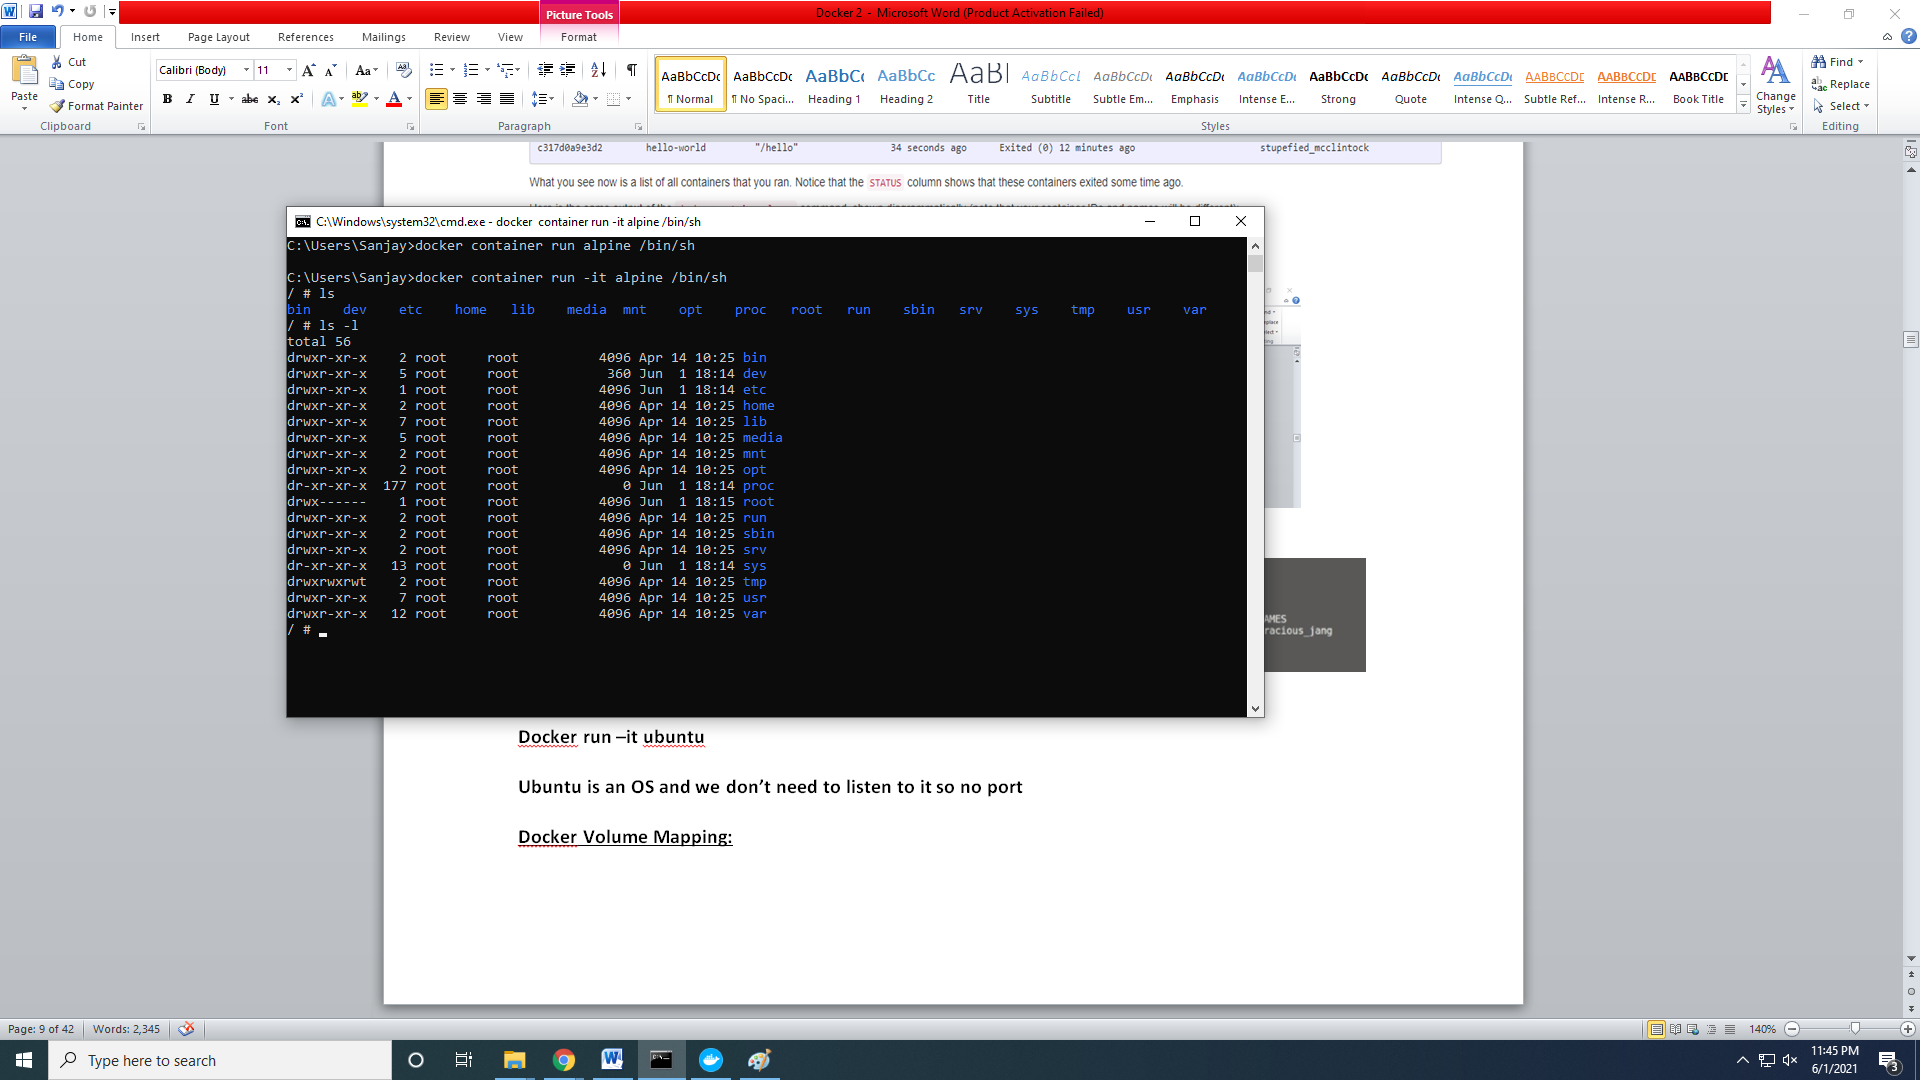 Docker 2 - Microsoft Word (Product Activation Failed)
Picture Tools
File Home Insert Page Layout References Mailings Review View Format
Paste
Cut
Copy
Format Painter
Clipboard
Calibri (Body) 11
Font
Paragraph
AaBbCcDc AaBbCcDc AaBbCc AaBbCc AaBl AaBbCcl AaBbCcDc AaBbCcDc AaBbCcDc AaBbCcDc AaBbCcDc AaBbCcDc AABBCCDE AABBCCDE AABBCCDE
¶ Normal ¶ No Spaci... Heading 1 Heading 2 Title Subtitle Subtle Em... Emphasis Intense E... Strong Quote Intense Q... Subtle Ref... Intense R... Book Title
Styles
Change
Styles
Find
Replace
Select
Editing
c317d0a9e3d2 hello-world "/hello" 34 seconds ago Exited (0) 12 minutes ago stupefied_mcclintock
What you see now is a list of all containers that you ran. Notice that the STATUS column shows that these containers exited some time ago.
C:\Windows\system32\cmd.exe - docker container run -it alpine /bin/sh
C:\Users\Sanjay>docker container run alpine /bin/sh
C:\Users\Sanjay>docker container run -it alpine /bin/sh
/ # ls
bin dev etc home lib media mnt opt proc root run sbin srv sys tmp usr var
/ # ls -l
total 56
drwxr-xr-x 2 root root 4096 Apr 14 10:25 bin
drwxr-xr-x 5 root root 360 Jun 1 18:14 dev
drwxr-xr-x 1 root root 4096 Jun 1 18:14 etc
drwxr-xr-x 2 root root 4096 Apr 14 10:25 home
drwxr-xr-x 7 root root 4096 Apr 14 10:25 lib
drwxr-xr-x 5 root root 4096 Apr 14 10:25 media
drwxr-xr-x 2 root root 4096 Apr 14 10:25 mnt
drwxr-xr-x 2 root root 4096 Apr 14 10:25 opt
dr-xr-xr-x 177 root root 0 Jun 1 18:14 proc
drwx------ 1 root root 4096 Jun 1 18:15 root
drwxr-xr-x 2 root root 4096 Apr 14 10:25 run
drwxr-xr-x 2 root root 4096 Apr 14 10:25 sbin
drwxr-xr-x 2 root root 4096 Apr 14 10:25 srv
dr-xr-xr-x 13 root root 0 Jun 1 18:14 sys
drwxrwxrwt 2 root root 4096 Apr 14 10:25 tmp
drwxr-xr-x 7 root root 4096 Apr 14 10:25 usr
drwxr-xr-x 12 root root 4096 Apr 14 10:25 var
/ #
AMES
racious_jang
Docker run –it ubuntu
Ubuntu is an OS and we don’t need to listen to it so no port
Docker Volume Mapping:
Page: 9 of 42 Words: 2,345 140%
Type here to search
11:45 PM
6/1/2021
3